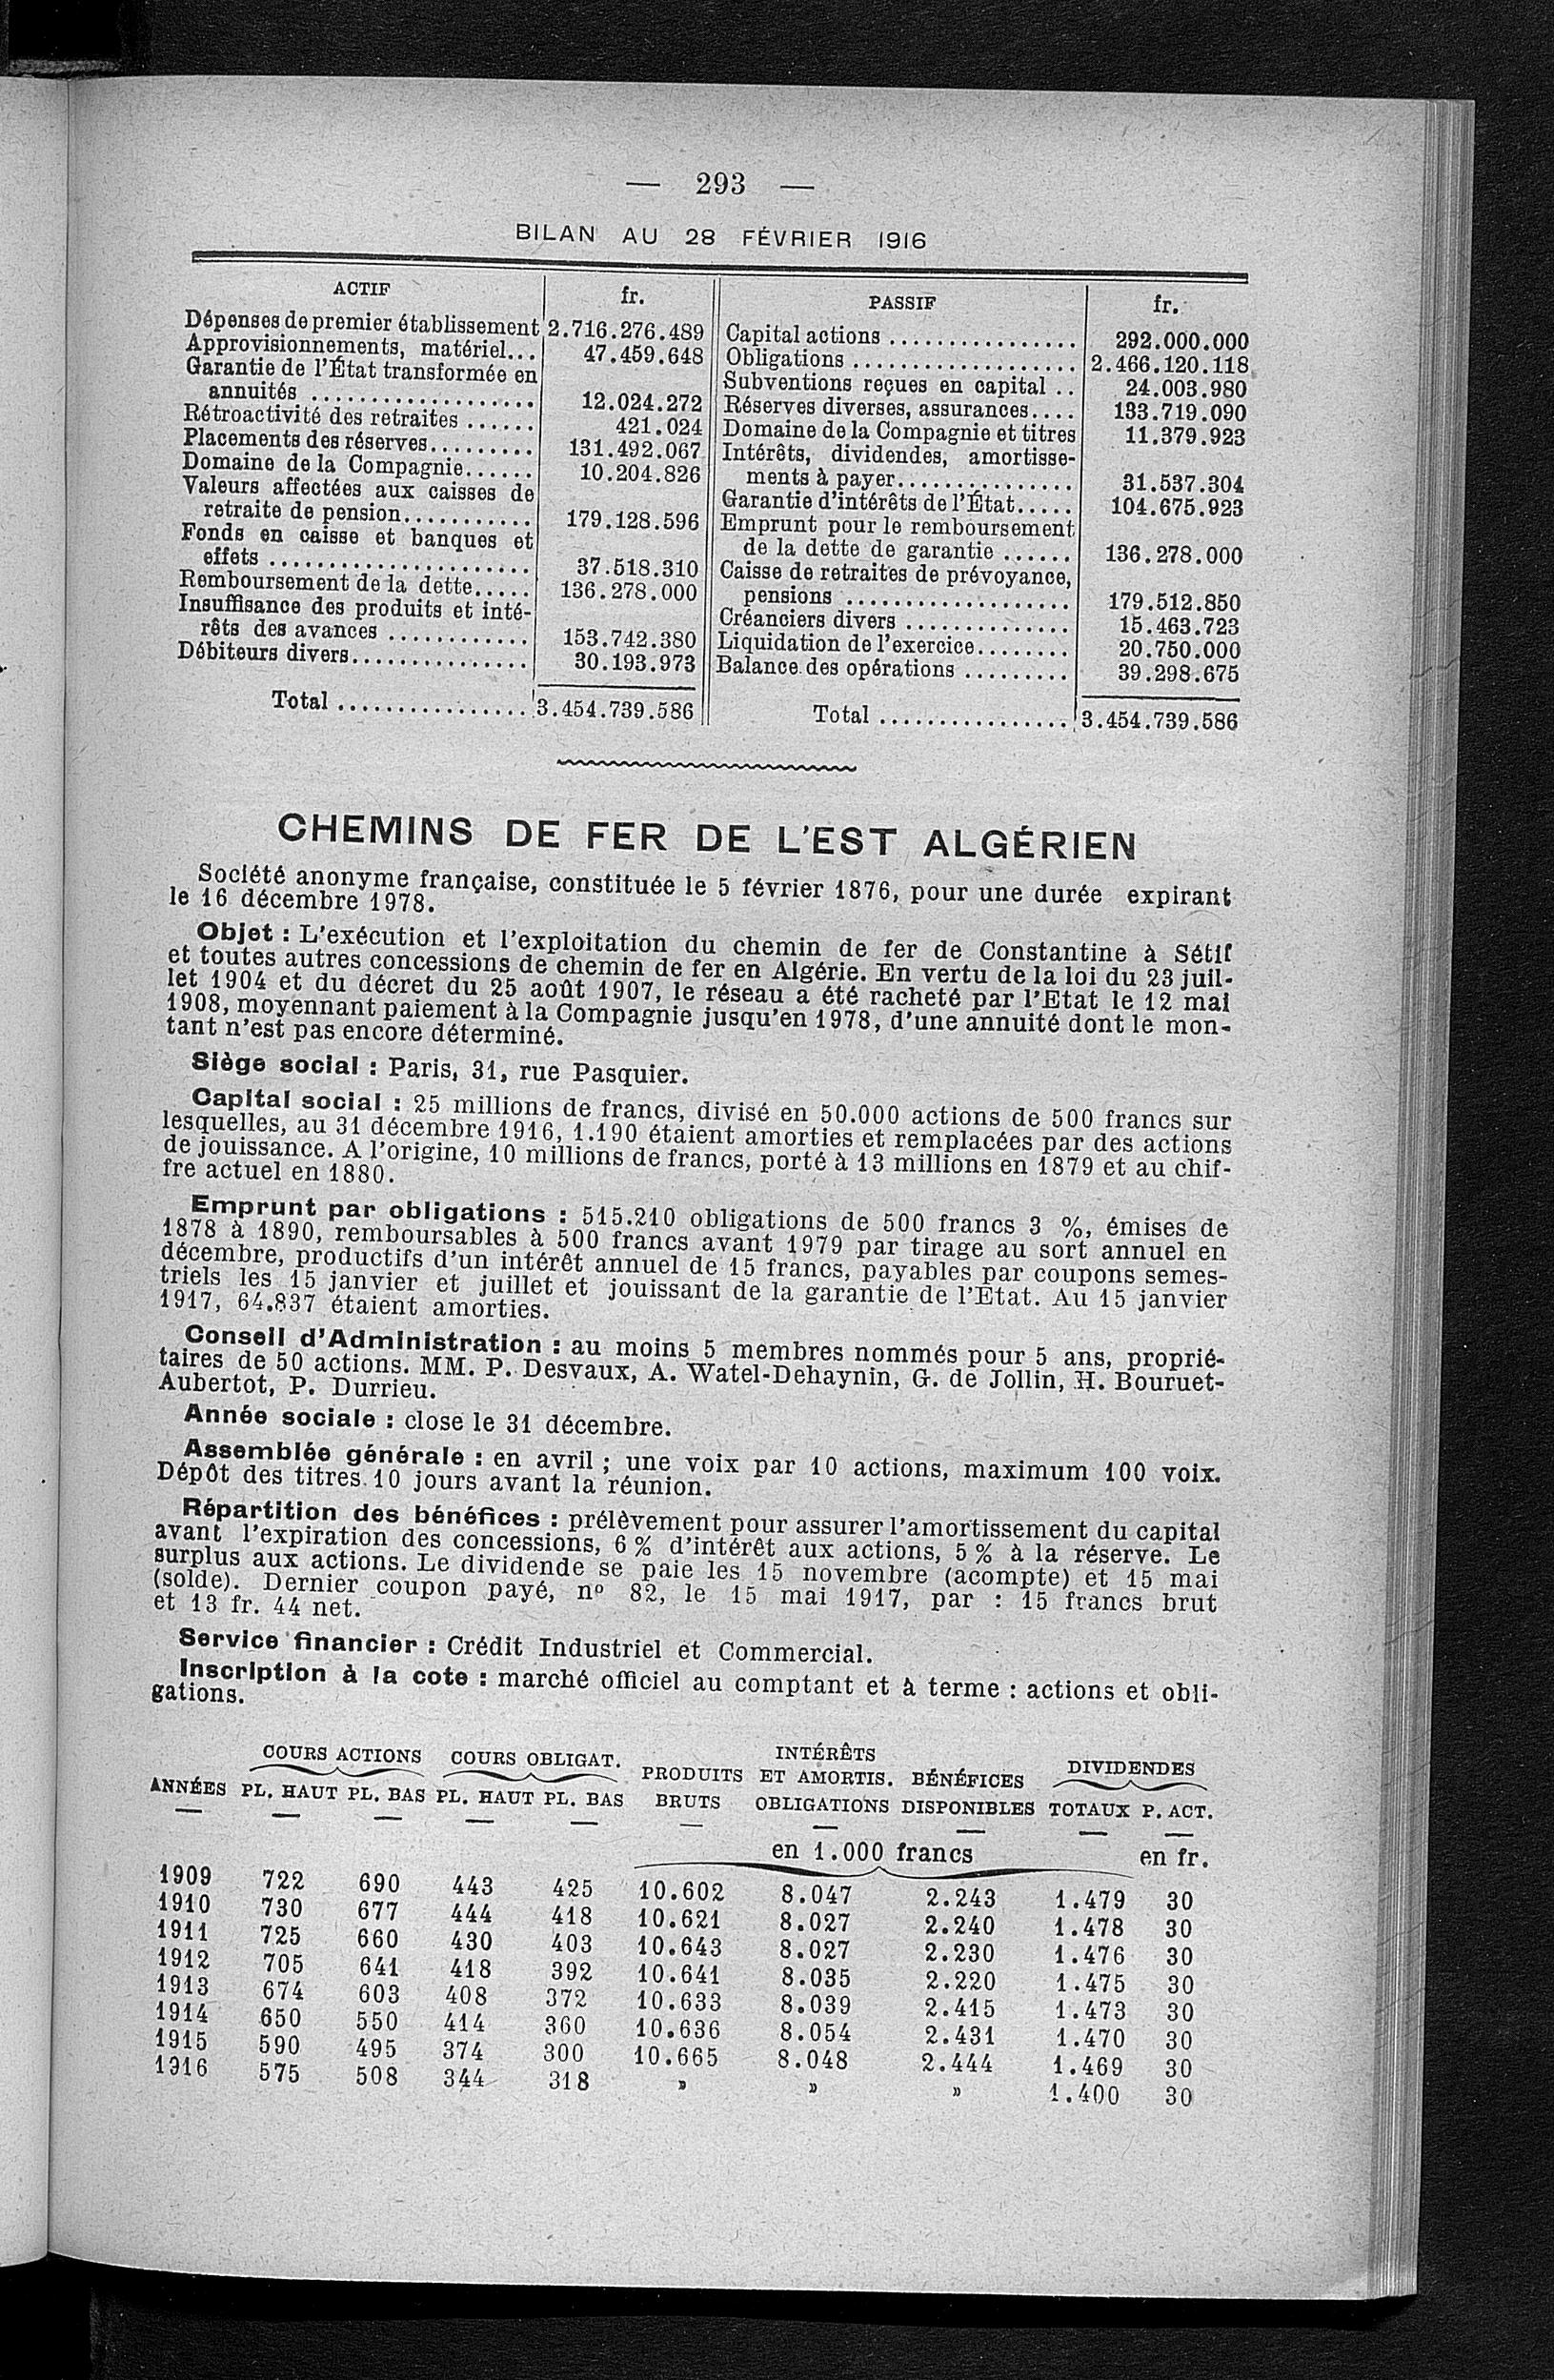 — 293 —
BILAN AU 28 FÉVRIER 1916
ACTIF fr.
Dépenses de premier établissement 2.716.276.489
Approvisionnements, matériel... 47.459.648
Garantie de l'État transformée en
annuités ................... 12.024.272
Rétroactivité des retraites ...... 421.024
Placements des réserves......... 131.492.067
Domaine de la Compagnie...... 10.204.826
Valeurs affectées aux caisses de
retraite de pension........... 179.128.596
Fonds en caisse et banques et
effets ...................... 37.518.310
Remboursement de la dette..... 136.278.000
Insuffisance des produits et inté-
rêts des avances ............ 153.742.380
Débiteurs divers............... 30.193.973
Total ................ 3.454.739.586
PASSIF fr.
Capital actions ................ 292.000.000
Obligations ................... 2.466.120.118
Subventions reçues en capital .. 24.003.980
Réserves diverses, assurances.... 133.719.090
Domaine de la Compagnie et titres 11.379.923
Intérêts, dividendes, amortisse-
ments à payer............... 31.537.304
Garantie d'intérêts de l'État..... 104.675.923
Emprunt pour le remboursement
de la dette de garantie ...... 136.278.000
Caisse de retraites de prévoyance,
pensions ................... 179.512.850
Créanciers divers .............. 15.463.723
Liquidation de l'exercice........ 20.750.000
Balance des opérations ......... 39.298.675
Total ................ 3.454.739.586
CHEMINS DE FER DE L'EST ALGÉRIEN
Société anonyme française, constituée le 5 février 1876, pour une durée expirant
le 16 décembre 1978.
Objet : L'exécution et l'exploitation du chemin de fer de Constantine à Sétif
et toutes autres concessions de chemin de fer en Algérie. En vertu de la loi du 23 juil-
let 1904 et du décret du 25 août 1907, le réseau a été racheté par l'Etat le 12 mai
1908, moyennant paiement à la Compagnie jusqu'en 1978, d'une annuité dont le mon-
tant n'est pas encore déterminé.
Siège social : Paris, 31, rue Pasquier.
Capital social : 25 millions de francs, divisé en 50.000 actions de 500 francs sur
lesquelles, au 31 décembre 1916, 1.190 étaient amorties et remplacées par des actions
de jouissance. A l'origine, 10 millions de francs, porté à 13 millions en 1879 et au chif-
fre actuel en 1880.
Emprunt par obligations : 515.210 obligations de 500 francs 3 %, émises de
1878 à 1890, remboursables à 500 francs avant 1979 par tirage au sort annuel en
décembre, productifs d'un intérêt annuel de 15 francs, payables par coupons semes-
triels les 15 janvier et juillet et jouissant de la garantie de l'Etat. Au 15 janvier
1917, 64.837 étaient amorties.
Conseil d'Administration : au moins 5 membres nommés pour 5 ans, proprié-
taires de 50 actions. MM. P. Desvaux, A. Watel-Dehaynin, G. de Jollin, H. Bouruet-
Aubertot, P. Durrieu.
Année sociale : close le 31 décembre.
Assemblée générale : en avril ; une voix par 10 actions, maximum 100 voix.
Dépôt des titres 10 jours avant la réunion.
Répartition des bénéfices : prélèvement pour assurer l'amortissement du capital
avant l'expiration des concessions, 6 % d'intérêt aux actions, 5 % à la réserve. Le
surplus aux actions. Le dividende se paie les 15 novembre (acompte) et 15 mai
(solde). Dernier coupon payé, nº 82, le 15 mai 1917, par : 15 francs brut
et 13 fr. 44 net.
Service financier : Crédit Industriel et Commercial.
Inscription à la cote : marché officiel au comptant et à terme : actions et obli-
gations.
COURS ACTIONS COURS OBLIGAT. INTÉRÊTS DIVIDENDES
PRODUITS ET AMORTIS. BÉNÉFICES
ANNÉES PL. HAUT PL. BAS PL. HAUT PL. BAS BRUTS OBLIGATIONS DISPONIBLES TOTAUX P. ACT.
en 1.000 francs en fr.
1909 722 690 443 425 10.602 8.047 2.243 1.479 30
1910 730 677 444 418 10.621 8.027 2.240 1.478 30
1911 725 660 430 403 10.643 8.027 2.230 1.476 30
1912 705 641 418 392 10.641 8.035 2.220 1.475 30
1913 674 603 408 372 10.633 8.039 2.415 1.473 30
1914 650 550 414 360 10.636 8.054 2.431 1.470 30
1915 590 495 374 300 10.665 8.048 2.444 1.469 30
1916 575 508 344 318 » » » 1.400 30